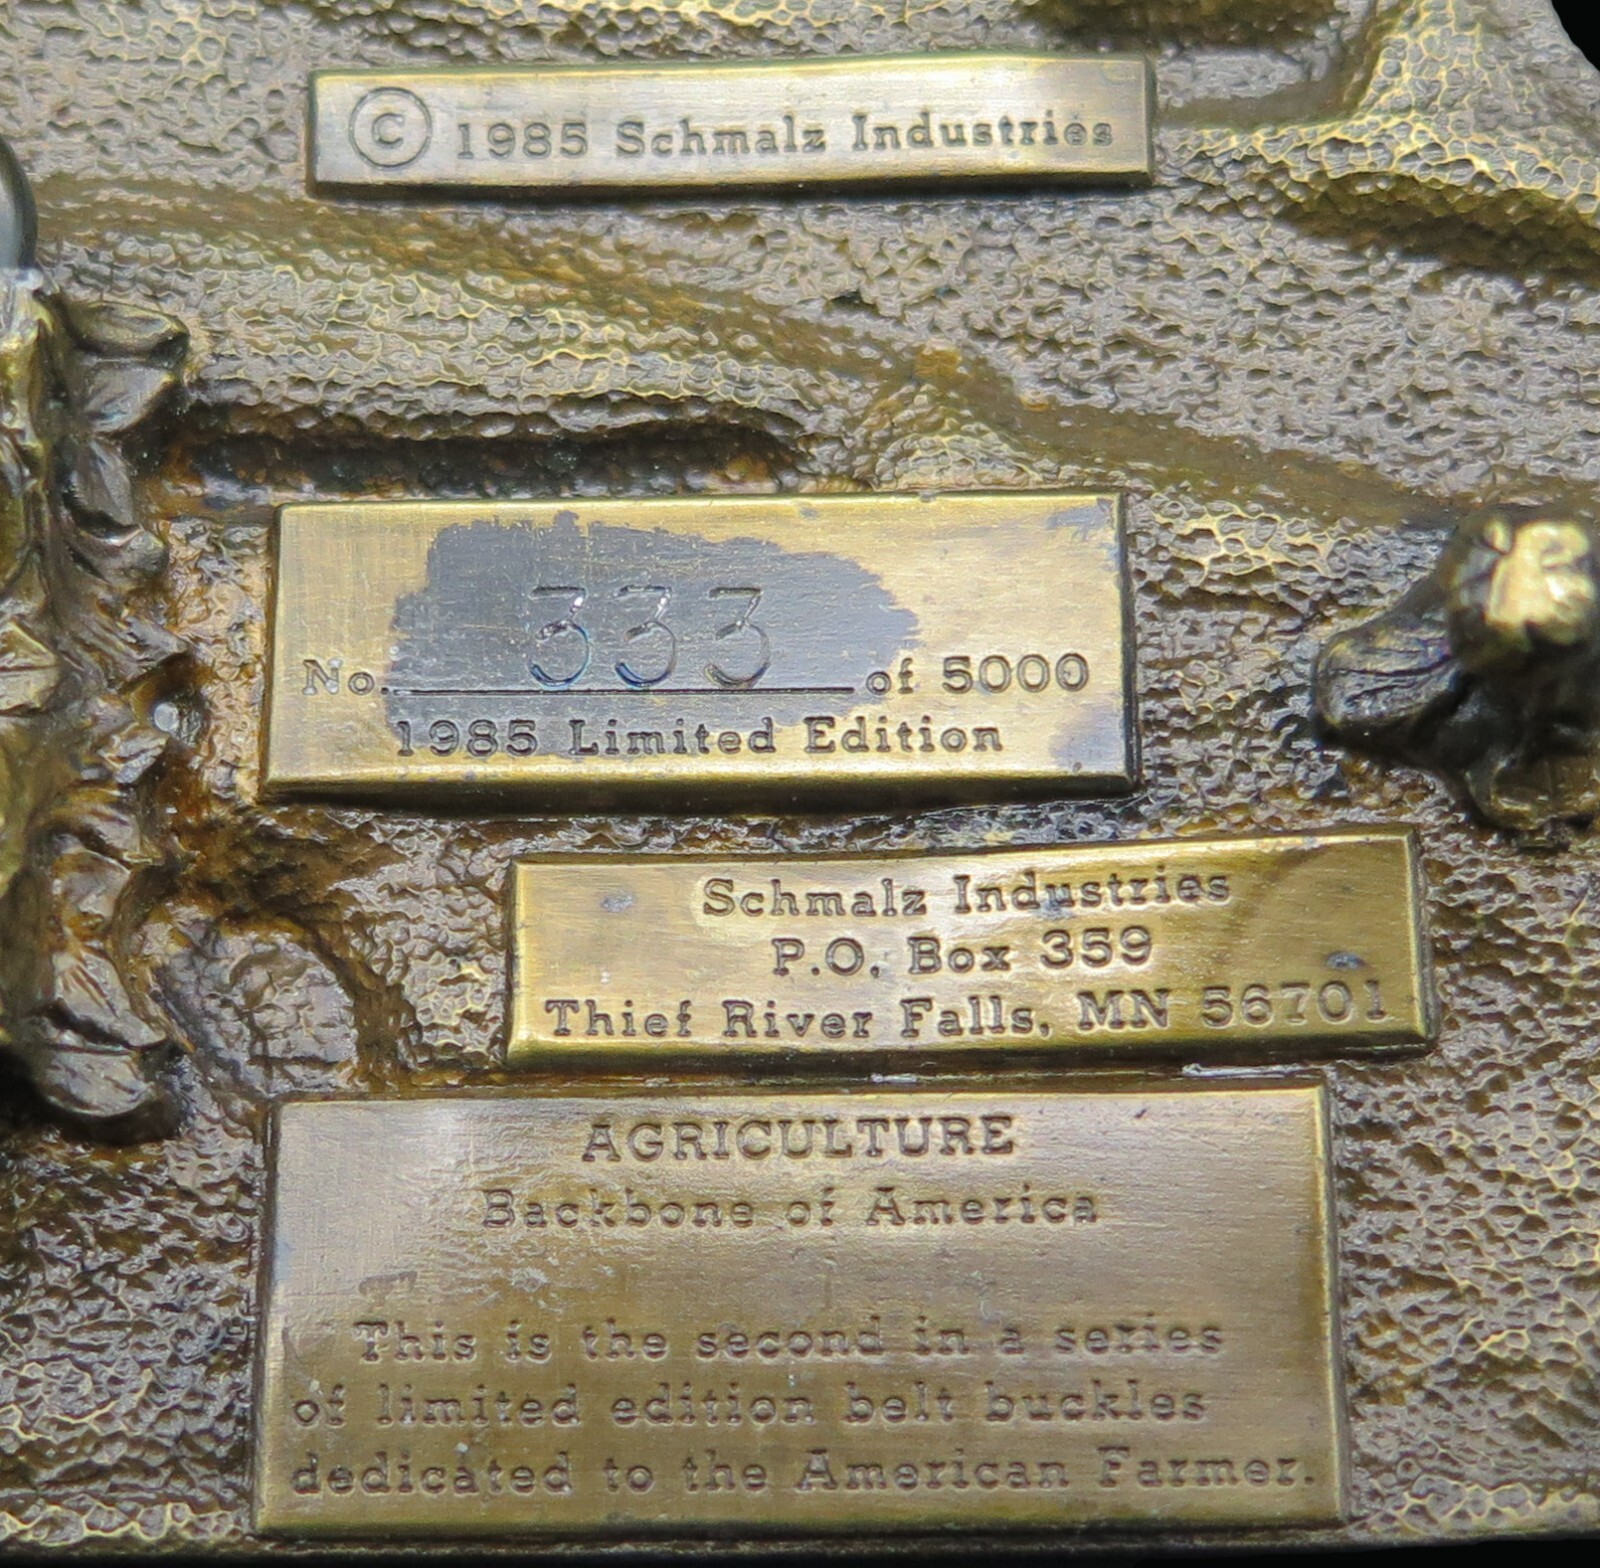 © 1985 Schmalz Industries
No. 333 of 5000
1985 Limited Edition
Schmalz Industries
P.O. Box 359
Thief River Falls, MN 56701
AGRICULTURE
Backbone of America
This is the second in a series
of limited edition belt buckles
dedicated to the American Farmer.